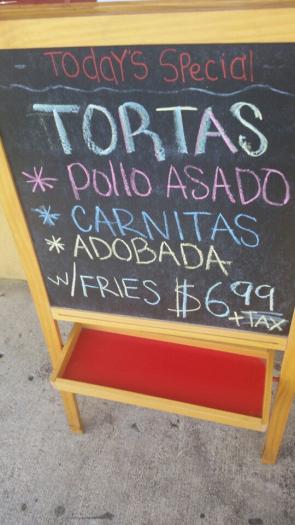 TodaY'S SPecial
TORTAS
* Pollo ASADO
* CARNITAS
* ADOBADA
w/FRIES $6.99
+TAX